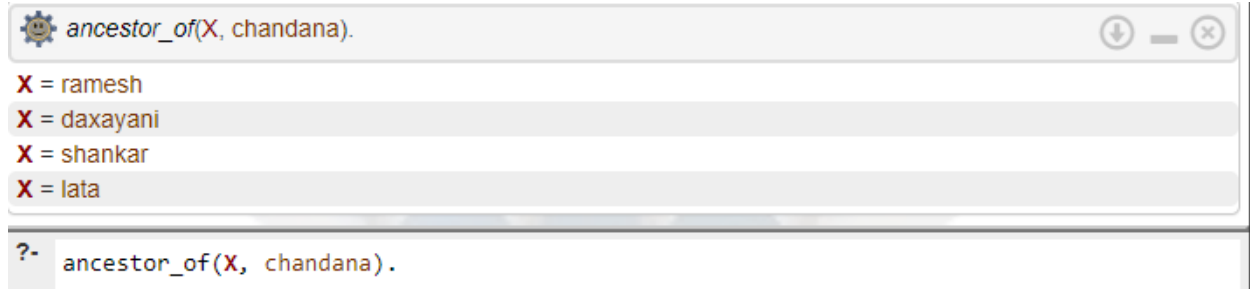 ancestor_of(X, chandana).
X = ramesh
X = daxayani
X = shankar
X = lata
?- ancestor_of(X, chandana).